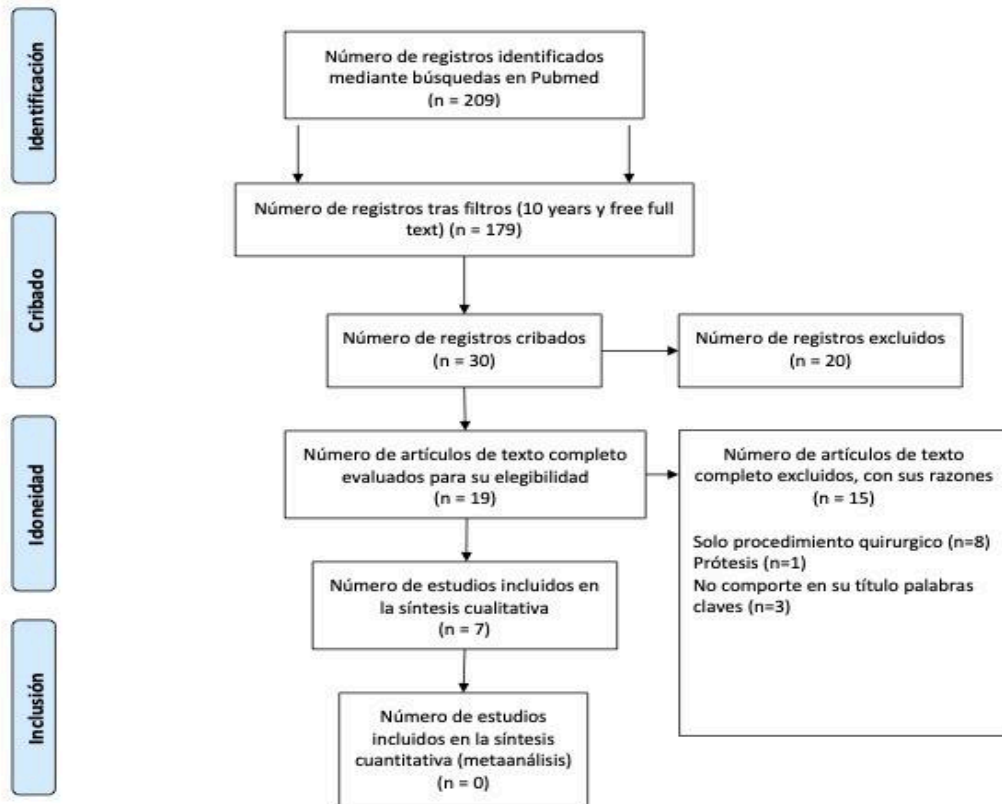 Identificación
Número de registros identificados
mediante búsquedas en Pubmed
(n = 209)
Número de registros tras filtros (10 years y free full
text) (n = 179)
Cribado
Número de registros cribados
(n = 30)
Número de registros excluidos
(n = 20)
Idoneidad
Número de artículos de texto completo
evaluados para su elegibilidad
(n = 19)
Número de artículos de texto
completo excluidos, con sus razones
(n = 15)
Solo procedimiento quirurgico (n=8)
Prótesis (n=1)
No comporte en su título palabras
claves (n=3)
Número de estudios incluidos en
la síntesis cualitativa
(n = 7)
Inclusión
Número de estudios
incluidos en la síntesis
cuantitativa (metaanálisis)
(n = 0)